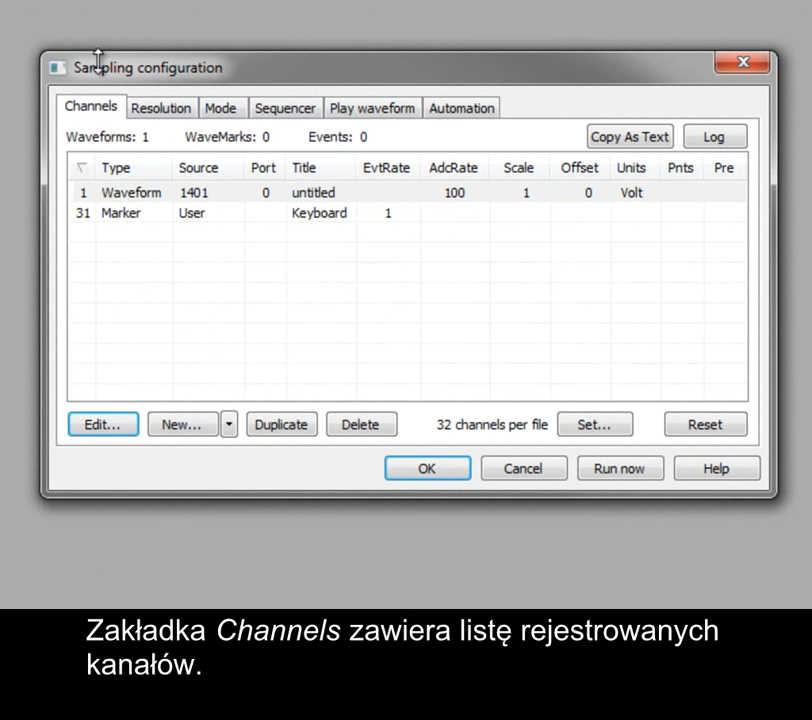 Sampling configuration
Channels Resolution Mode Sequencer Play waveform Automation
Waveforms: 1 WaveMarks: 0 Events: 0 Copy As Text Log
Type Source Port Title EvtRate AdcRate Scale Offset Units Pnts Pre
1 Waveform 1401 0 untitled 100 1 0 Volt
31 Marker User Keyboard 1
Edit... New... Duplicate Delete 32 channels per file Set... Reset
OK Cancel Run now Help
Zakładka Channels zawiera listę rejestrowanych
kanałów.